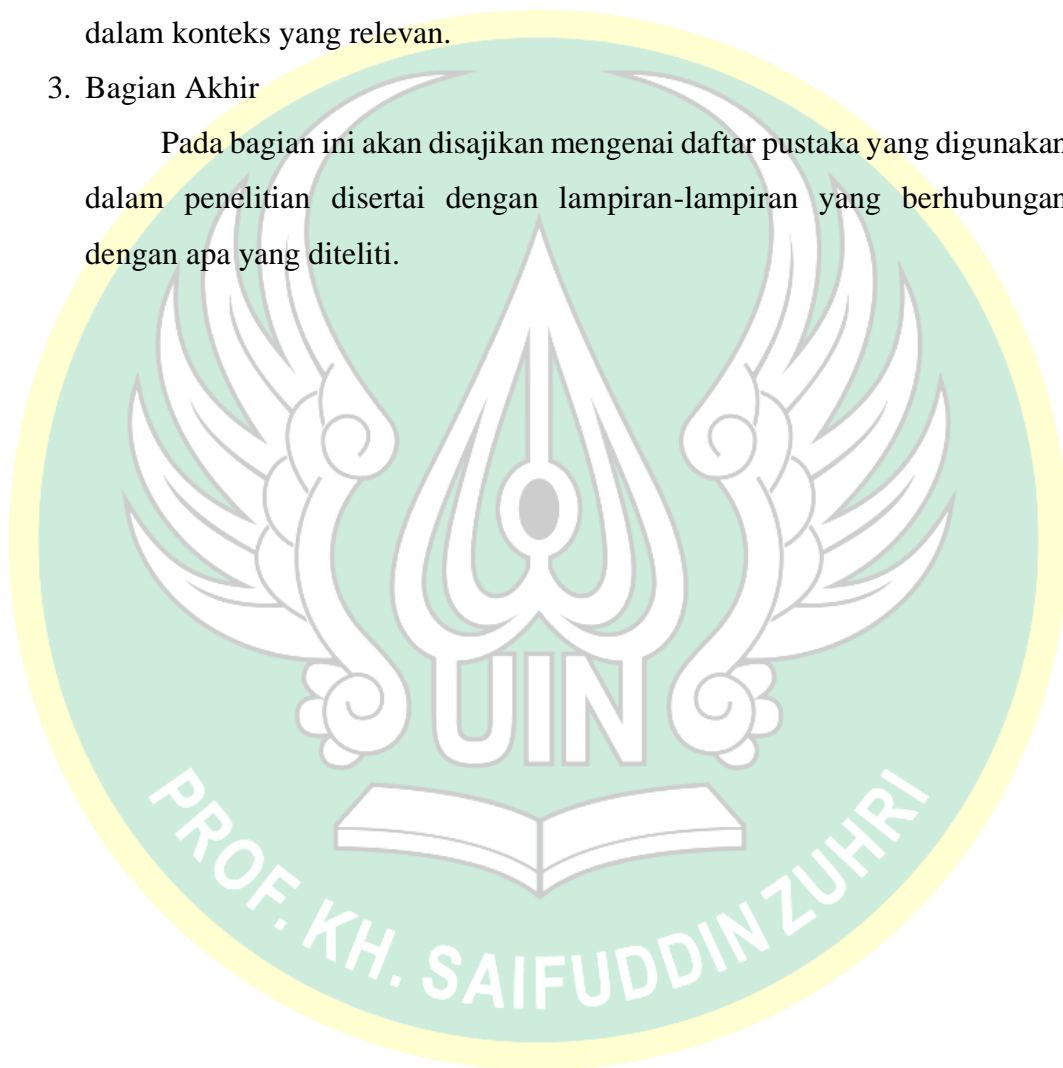 dalam konteks yang relevan.
3. Bagian Akhir
Pada bagian ini akan disajikan mengenai daftar pustaka yang digunakan
dalam penelitian disertai dengan lampiran-lampiran yang berhubungan
dengan apa yang diteliti.
UIN
PROF. KH. SAIFUDDIN ZUHRI